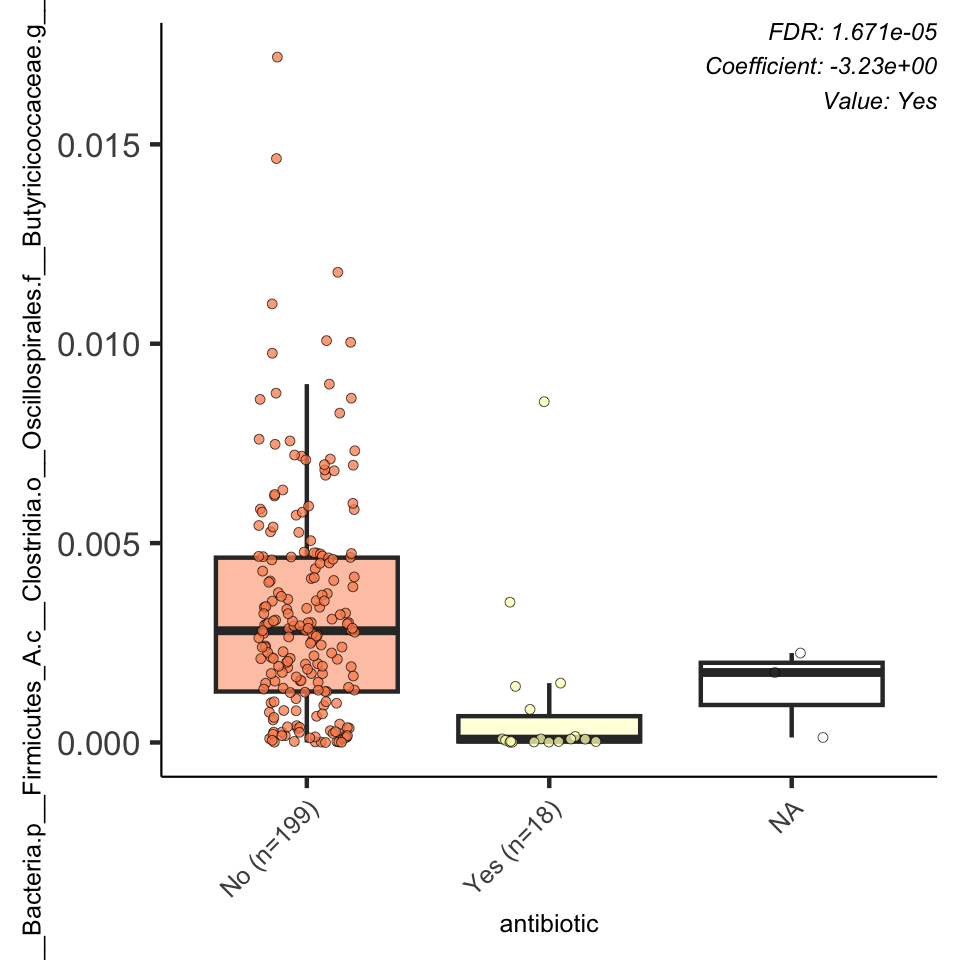 __Bacteria.p__Firmicutes_A.c__Clostridia.o__Oscillospirales.f__Butyricicoccaceae.g__
FDR: 1.671e-05
Coefficient: -3.23e+00
Value: Yes
0.015
0.010
0.005
0.000
No (n=199)
Yes (n=18)
NA
antibiotic